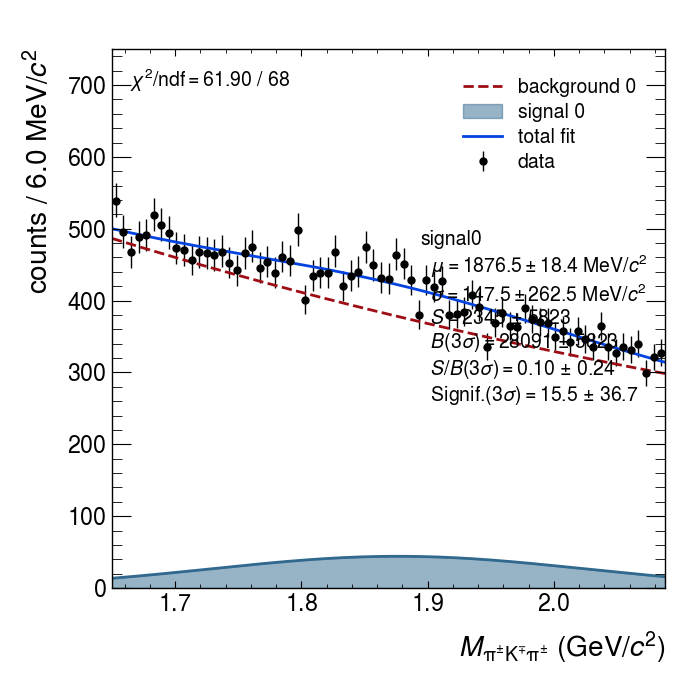 counts / 6.0 MeV/c²
700
600
500
400
300
200
100
0
χ²/ndf = 61.90 / 68
background 0
signal 0
total fit
data
signal0
μ = 1876.5 ± 18.4 MeV/c²
σ = 147.5 ± 262.5 MeV/c²
B(3σ) = 28091 ± 5823
S/B(3σ) = 0.10 ± 0.24
Signif.(3σ) = 15.5 ± 36.7
1.7
1.8
1.9
2.0
M_{π±K∓π±} (GeV/c²)